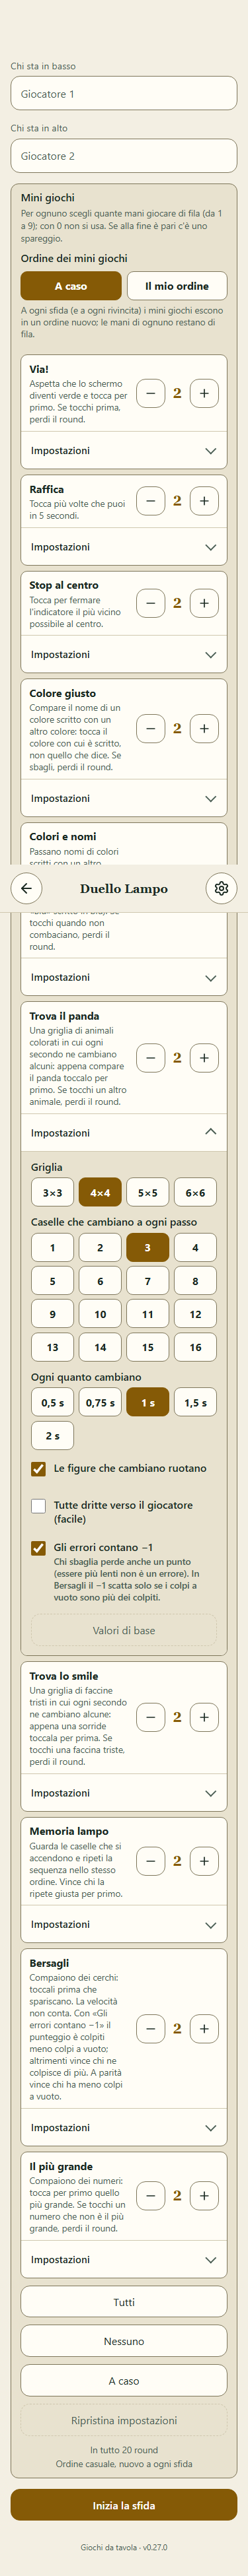 Chi sta in basso
Giocatore 1
Chi sta in alto
Giocatore 2
Mini giochi
Per ognuno scegli quante mani giocare di fila (da 1
a 9); con 0 non si usa. Se alla fine è pari c'è uno
spareggio.
Ordine dei mini giochi
A caso
Il mio ordine
A ogni sfida (e a ogni rivincita) i mini giochi escono
in un ordine nuovo; le mani di ognuno restano di
fila.
Via!
Aspetta che lo schermo
diventi verde e tocca per
primo. Se tocchi prima,
perdi il round.
− 2 +
Impostazioni
Raffica
Tocca più volte che puoi
in 5 secondi.
− 2 +
Impostazioni
Stop al centro
Tocca per fermare
l'indicatore il più vicino
possibile al centro.
− 2 +
Impostazioni
Colore giusto
Compare il nome di un
colore scritto con un
altro colore: tocca il
colore con cui è scritto,
non quello che dice. Se
sbagli, perdi il round.
− 2 +
Impostazioni
Colori e nomi
Passano nomi di colori
scritti con un altro
Duello Lampo
tocchi quando non
combaciano, perdi il
round.
Impostazioni
Trova il panda
Una griglia di animali
colorati in cui ogni
secondo ne cambiano
alcuni: appena compare
il panda toccalo per
primo. Se tocchi un altro
animale, perdi il round.
− 2 +
Impostazioni
Griglia
3×3 4×4 5×5 6×6
Caselle che cambiano a ogni passo
1 2 3 4
5 6 7 8
9 10 11 12
13 14 15 16
Ogni quanto cambiano
0,5 s 0,75 s 1 s 1,5 s
2 s
Le figure che cambiano ruotano
Tutte dritte verso il giocatore
(facile)
Gli errori contano −1
Chi sbaglia perde anche un punto
(essere più lenti non è un errore). In
Bersagli il −1 scatta solo se i colpi a
vuoto sono più dei colpiti.
Valori di base
Trova lo smile
Una griglia di faccine
tristi in cui ogni secondo
ne cambiano alcune:
appena una sorride
toccala per prima. Se
tocchi una faccina triste,
perdi il round.
− 2 +
Impostazioni
Memoria lampo
Guarda le caselle che si
accendono e ripeti la
sequenza nello stesso
ordine. Vince chi la
ripete giusta per primo.
− 2 +
Impostazioni
Bersagli
Compaiono dei cerchi:
toccali prima che
spariscano. La velocità
non conta. Con «Gli
errori contano −1» il
punteggio è colpiti
meno colpi a vuoto;
altrimenti vince chi ne
colpisce di più. A parità
vince chi ha meno colpi
a vuoto.
− 2 +
Impostazioni
Il più grande
Compaiono dei numeri:
tocca per primo quello
più grande. Se tocchi un
numero che non è il più
grande, perdi il round.
− 2 +
Impostazioni
Tutti
Nessuno
A caso
Ripristina impostazioni
In tutto 20 round
Ordine casuale, nuovo a ogni sfida
Inizia la sfida
Giochi da tavola · v0.27.0